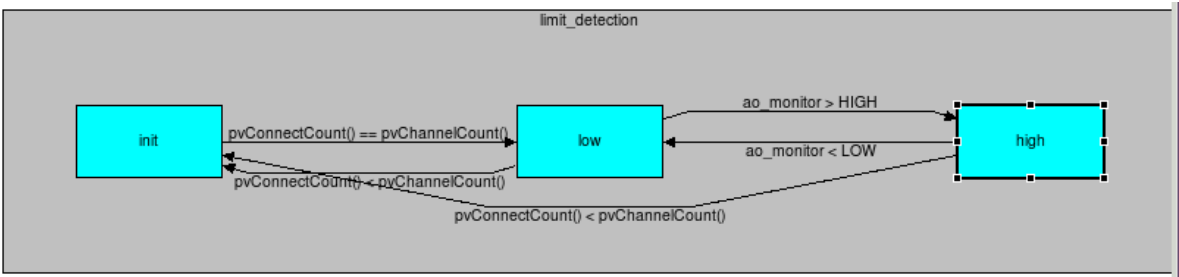 limit_detection
init
pvConnectCount() == pvChannelCount()
pvConnectCount() < pvChannelCount()
low
ao_monitor > HIGH
ao_monitor < LOW
high
pvConnectCount() < pvChannelCount()